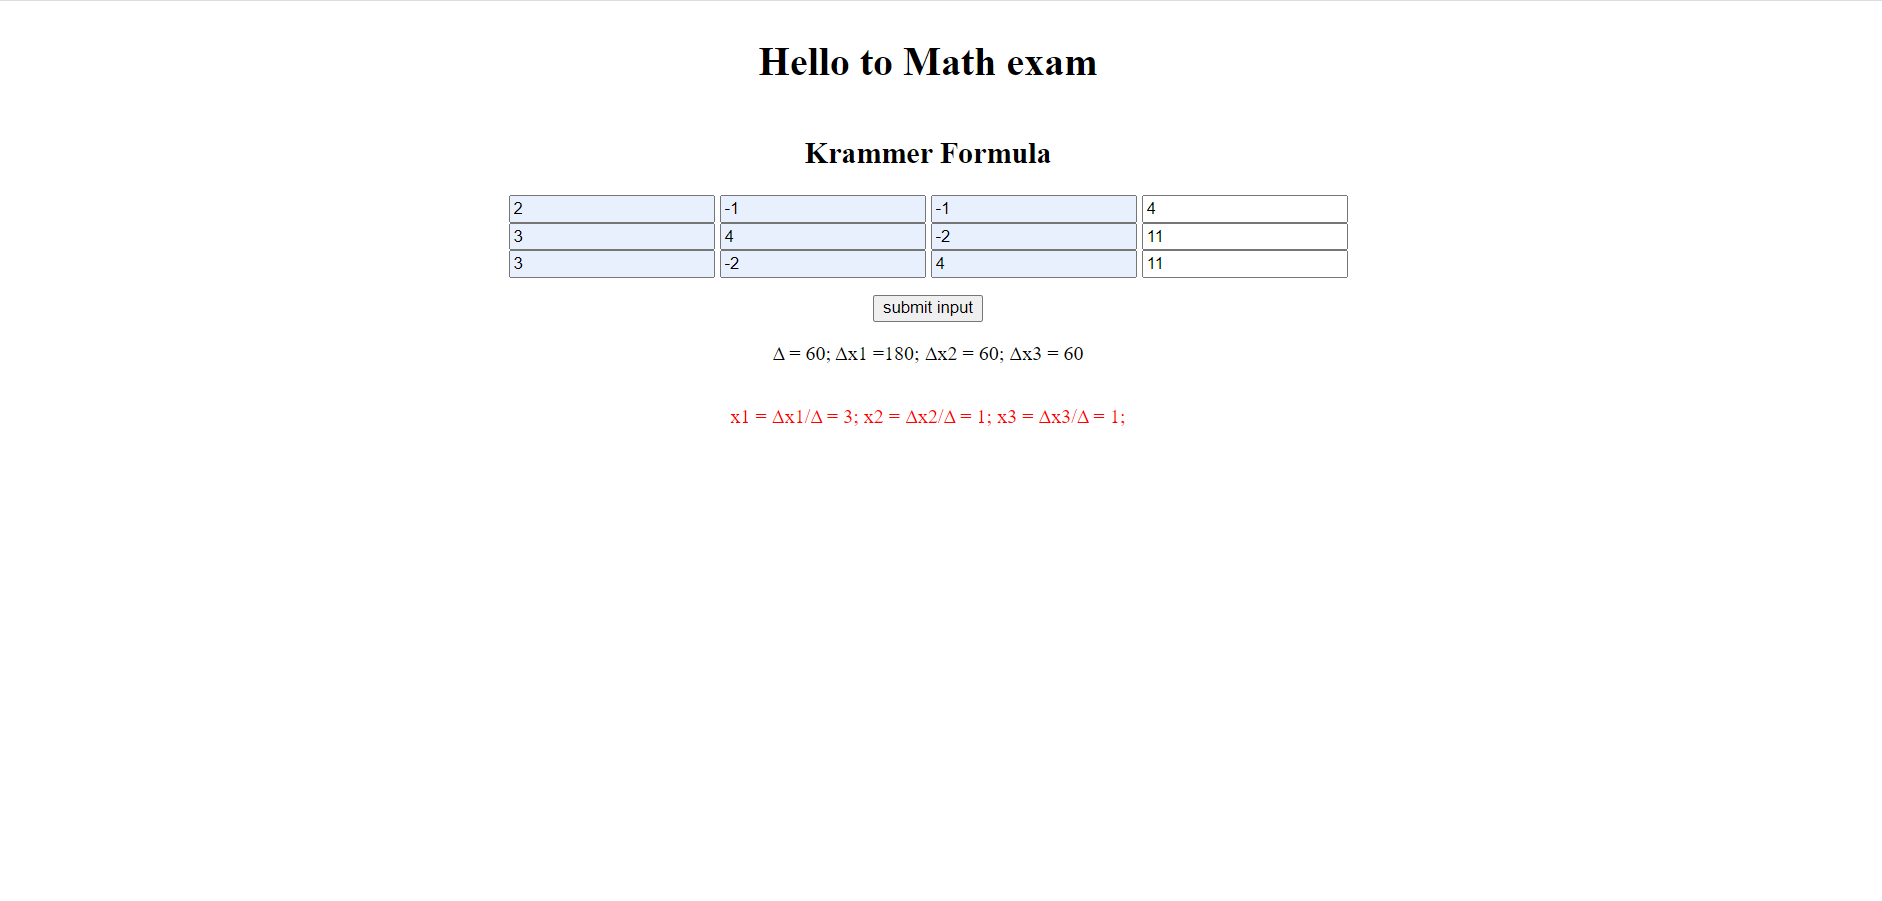 Hello to Math exam
Krammer Formula
2 -1 -1 4
3 4 -2 11
3 -2 4 11
submit input
Δ = 60; Δx1 =180; Δx2 = 60; Δx3 = 60
x1 = Δx1/Δ = 3; x2 = Δx2/Δ = 1; x3 = Δx3/Δ = 1;